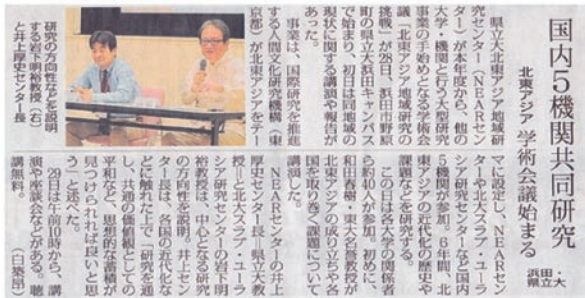 国内5機関共同研究
北東アジア 学術会議始まる
浜田・県立大
県立大北東アジア地域研
究センター（NEARセン
ター）が本年度から、他の
大学・機関と行う大型研究
事業の手始めとなる学術会
議「北東アジア地域研究の
挑戦」が28日、浜田市野原
町の県立大浜田キャンパス
で始まり、初日は同地域の
現状に関する講演や報告が
あった。
事業は、国際研究を推進
する人間文化研究機構（東
京都）が北東アジアをテー
マに設定し、NEARセン
ターや北大スラブ・ユーラ
シア研究センターなど国内
5機関が参加。6年間、北
東アジアの近代化の歴史や
課題などを研究する。
この日は各大学の関係者
ら約40人が参加。初めに、
和田春樹・東大名誉教授が
北東アジアの成り立ちや各
国を取り巻く課題について
講演した。
NEARセンターの井上
厚史センター長＝県立大教
授＝と北大スラブ・ユーラ
シア研究センターの岩下明
裕教授は、中心となる研究
の方向性を説明。井上セン
ター長は、各国の近代化な
どに触れた上で「研究を通
し、共通の価値観としての
平和など、思想的な蓄積が
見つけられれば良いと思
う」と述べた。
29日は午前10時から、講
演や座談会などがある。聴
講無料。（白築昂）
研究の方向性などを説明
する岩下明裕教授（右）
と井上厚史センター長